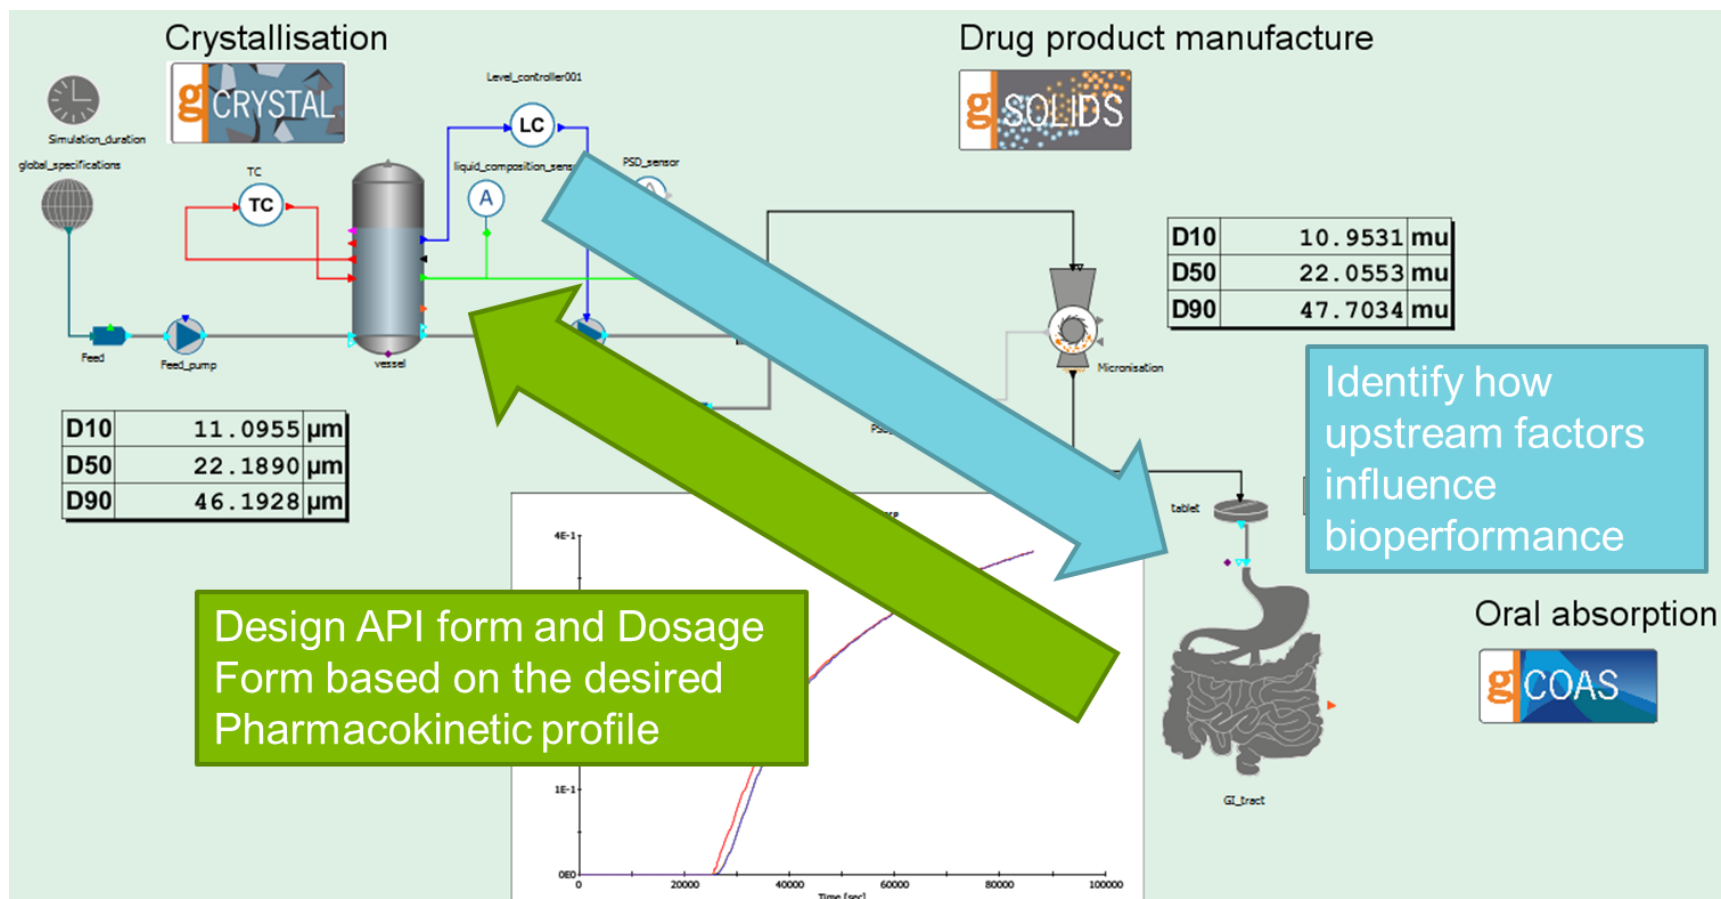 Crystallisation
Drug product manufacture
g CRYSTAL
g SOLIDS
Level_controller001
Simulation_duration
LC
global_specifications
TC
TC
liquid_composition_sens
PSD_sensor
A
A
D10 10.9531 mu
D50 22.0553 mu
D90 47.7034 mu
Feed
Feed_pump
vessel
Micronisation
D10 11.0955 µm
D50 22.1890 µm
D90 46.1928 µm
Identify how
upstream factors
influence
bioperformance
tablet
4E-1
Design API form and Dosage
Form based on the desired
Pharmacokinetic profile
Oral absorption
g COAS
1E-1
GI_tract
0E0
0 20000 40000 60000 80000 100000
Time [sec]